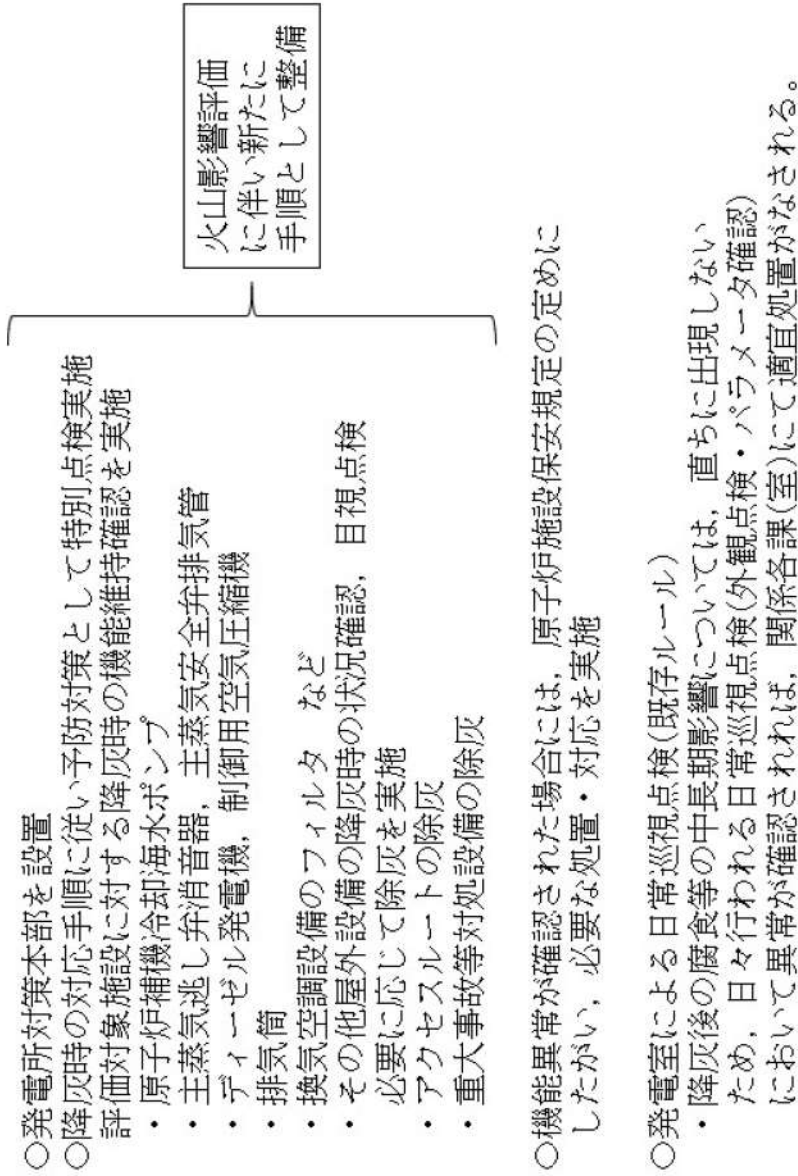 ○発電所対策本部を設置
○降灰時の対応手順に従い予防対策として特別点検実施
評価対象施設に対する降灰時の機能維持確認を実施
・原子炉補機冷却海水ポンプ
・主蒸気逃し弁消音器，主蒸気安全弁排気管
・ディーゼル発電機，制御用空気圧縮機
・排気筒
・換気空調設備のフィルタ　など
・その他屋外設備の降灰時の状況確認，目視点検
必要に応じて除灰を実施
・アクセスルートの除灰
・重大事故等対処設備の除灰
火山影響評価
に伴い新たに
手順として整備
○機能異常が確認された場合には，原子炉施設保安規定の定めに
したがい，必要な処置・対応を実施
○発電室による日常巡視点検(既存ルール)
・降灰後の腐食等の中長期影響については，直ちに出現しない
ため，日々行われる日常巡視点検(外観点検・パラメータ確認)
において異常が確認されれば，関係各課(室)にて適宜処置がなされる。